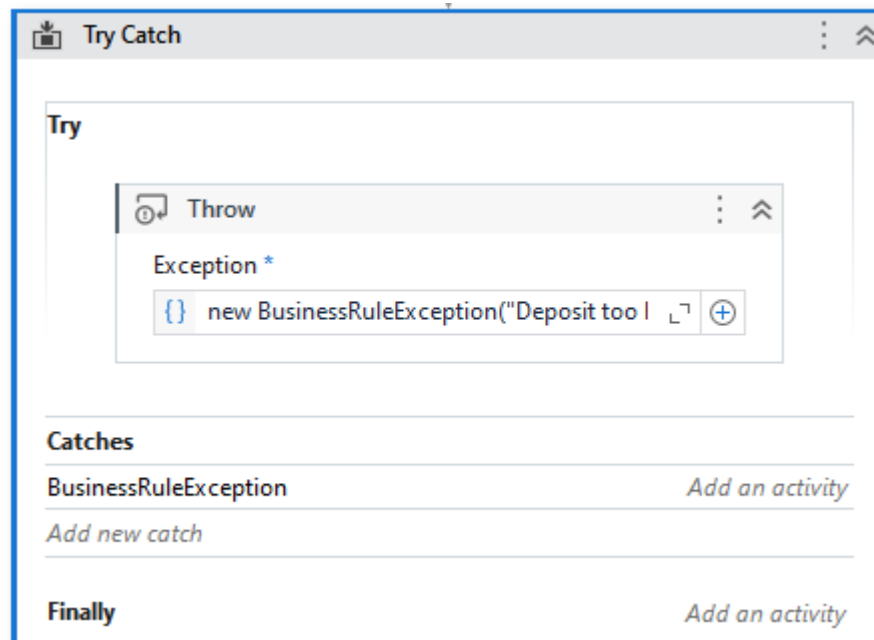 Try Catch
Try
Throw
Exception *
{} new BusinessRuleException("Deposit too
Catches
BusinessRuleException Add an activity
Add new catch
Finally Add an activity